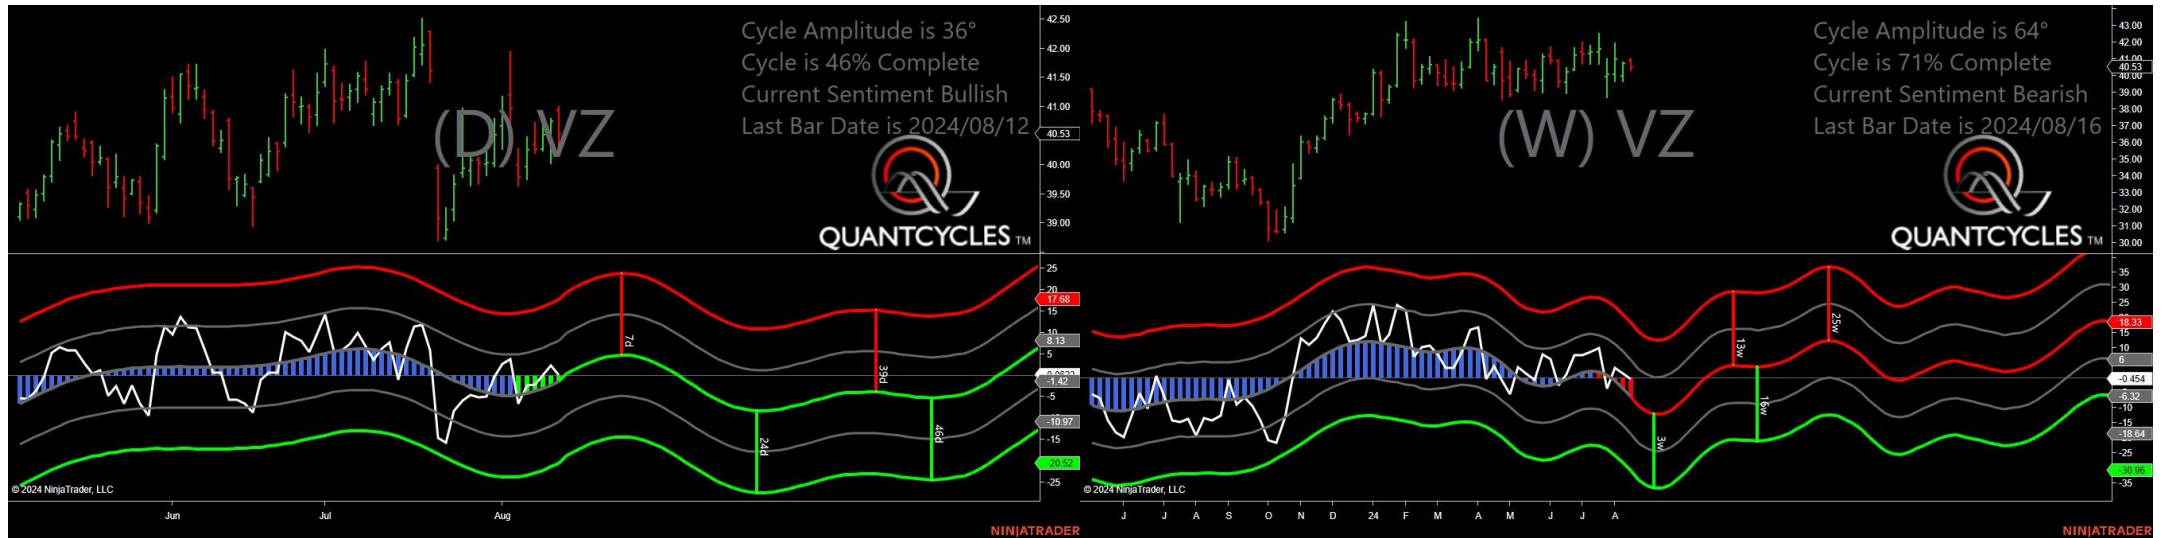 Cycle Amplitude is 36°
Cycle is 46% Complete
Current Sentiment Bullish
Last Bar Date is 2024/08/12
(D) VZ
QUANTCYCLES TM
42.50
42.00
41.50
41.00
40.53
40.00
39.50
39.00
25
20
17.68
15
10
8.13
5
-1.42
-5
-10.97
-15
-20.52
-25
7d
24d
39d
46d
© 2024 NinjaTrader, LLC
Jun
Jul
Aug
NINJATRADER
Cycle Amplitude is 64°
Cycle is 71% Complete
Current Sentiment Bearish
Last Bar Date is 2024/08/16
(W) VZ
QUANTCYCLES TM
43.00
42.00
40.53
40.00
39.00
38.00
37.00
36.00
35.00
34.00
33.00
32.00
31.00
30.00
35
30
25
20
18.33
15
10
6
-0.454
-6.32
-10
-18.64
-25
-30.96
-35
3w
13w
16w
25w
© 2024 NinjaTrader, LLC
J
J
A
S
O
N
D
24
F
M
A
M
J
J
A
NINJATRADER